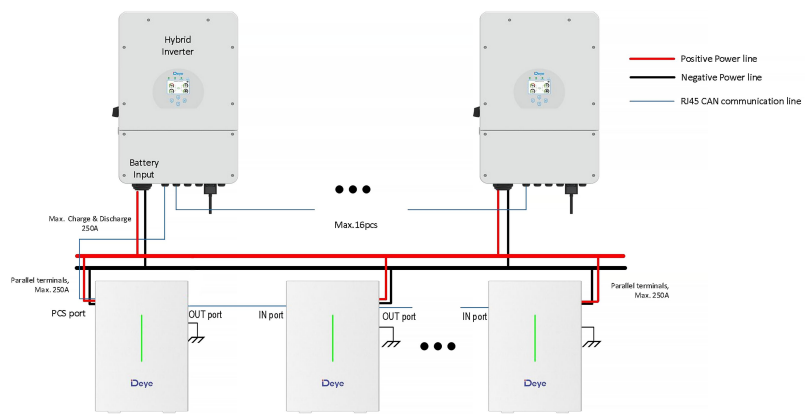 Hybrid
Inverter
Deye
Deye
Positive Power line
Negative Power line
RJ45 CAN communication line
Battery
Input
Max. Charge & Discharge
250A
Max.16pcs
Parallel terminals,
Max. 250A
Parallel terminals,
Max. 250A
PCS port
OUT port
IN port
OUT port
IN port
Deye
Deye
Deye